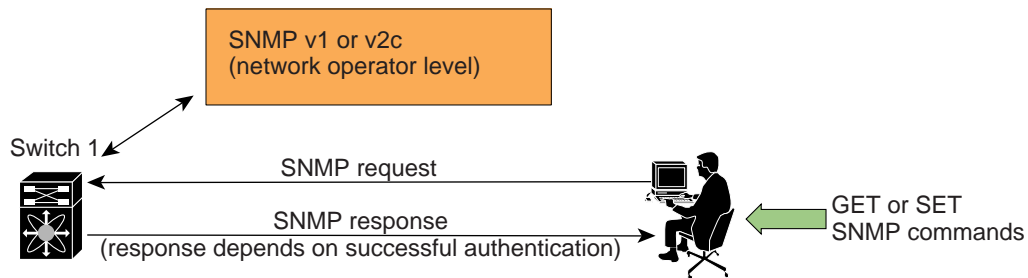 SNMP v1 or v2c
(network operator level)
Switch 1
SNMP request
SNMP response
(response depends on successful authentication)
GET or SET
SNMP commands